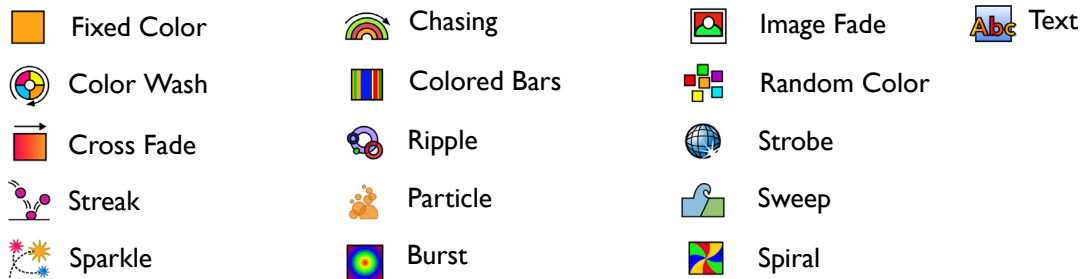 Fixed Color
Chasing
Image Fade
Abc Text
Color Wash
Colored Bars
Random Color
Cross Fade
Ripple
Strobe
Streak
Particle
Sweep
Sparkle
Burst
Spiral